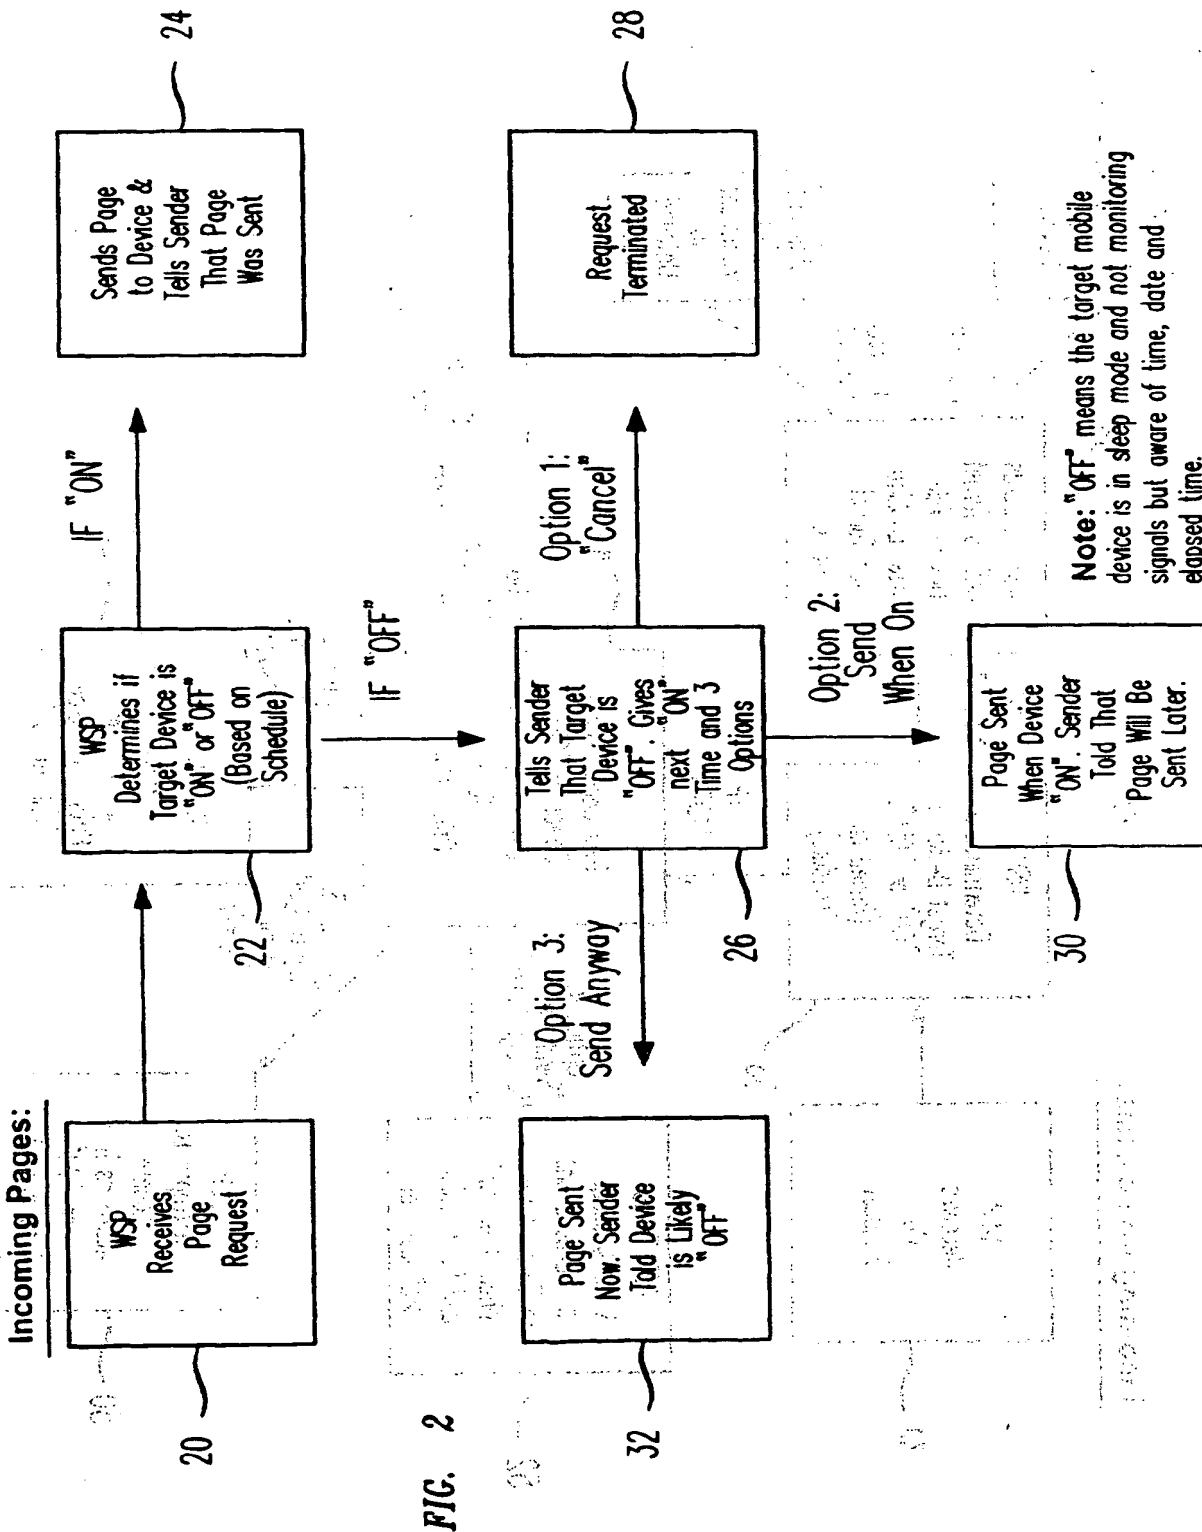 Incoming Pages:
WSP
Receives
Page
Request
20
WSP
Determines if
Target Device is
"ON" or "OFF"
(Based on
Schedule)
22
IF "ON"
Sends Page
to Device &
Tells Sender
That Page
Was Sent
24
IF "OFF"
FIG. 2
Page Sent
Now. Sender
Told Device
is Likely
"OFF"
32
Option 3:
Send Anyway
Tells Sender
That Target
Device is
"OFF". Gives
next "ON"
Time and 3
Options
26
Option 1:
"Cancel"
Request
Terminated
28
Option 2:
Send
When On
Page Sent
When Device
"ON". Sender
Told That
Page Will Be
Sent Later.
30
Note: "OFF" means the target mobile
device is in sleep mode and not monitoring
signals but aware of time, date and
elapsed time.